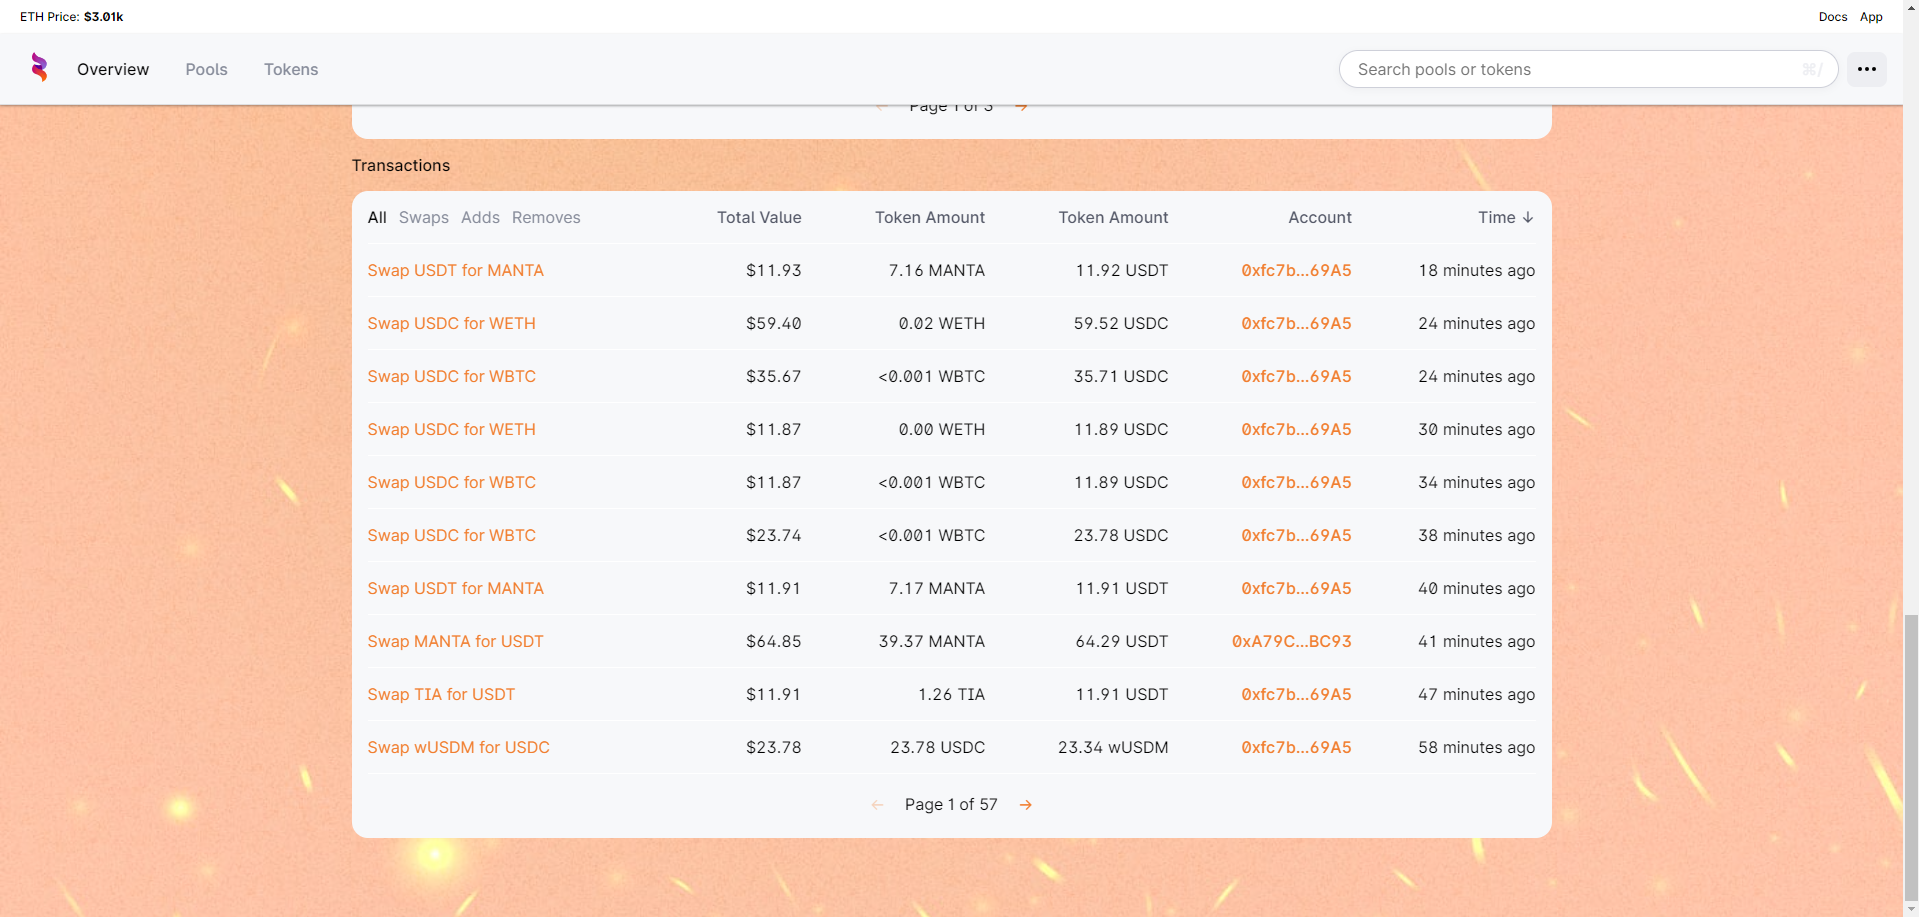 ETH Price: $3.01k Docs App
Overview Pools Tokens Search pools or tokens ⌘/
Page 1 of 3
Transactions
All Swaps Adds Removes Total Value Token Amount Token Amount Account Time ↓
Swap USDT for MANTA $11.93 7.16 MANTA 11.92 USDT 0xfc7b...69A5 18 minutes ago
Swap USDC for WETH $59.40 0.02 WETH 59.52 USDC 0xfc7b...69A5 24 minutes ago
Swap USDC for WBTC $35.67 <0.001 WBTC 35.71 USDC 0xfc7b...69A5 24 minutes ago
Swap USDC for WETH $11.87 0.00 WETH 11.89 USDC 0xfc7b...69A5 30 minutes ago
Swap USDC for WBTC $11.87 <0.001 WBTC 11.89 USDC 0xfc7b...69A5 34 minutes ago
Swap USDC for WBTC $23.74 <0.001 WBTC 23.78 USDC 0xfc7b...69A5 38 minutes ago
Swap USDT for MANTA $11.91 7.17 MANTA 11.91 USDT 0xfc7b...69A5 40 minutes ago
Swap MANTA for USDT $64.85 39.37 MANTA 64.29 USDT 0xA79C...BC93 41 minutes ago
Swap TIA for USDT $11.91 1.26 TIA 11.91 USDT 0xfc7b...69A5 47 minutes ago
Swap wUSDM for USDC $23.78 23.78 USDC 23.34 wUSDM 0xfc7b...69A5 58 minutes ago
← Page 1 of 57 →